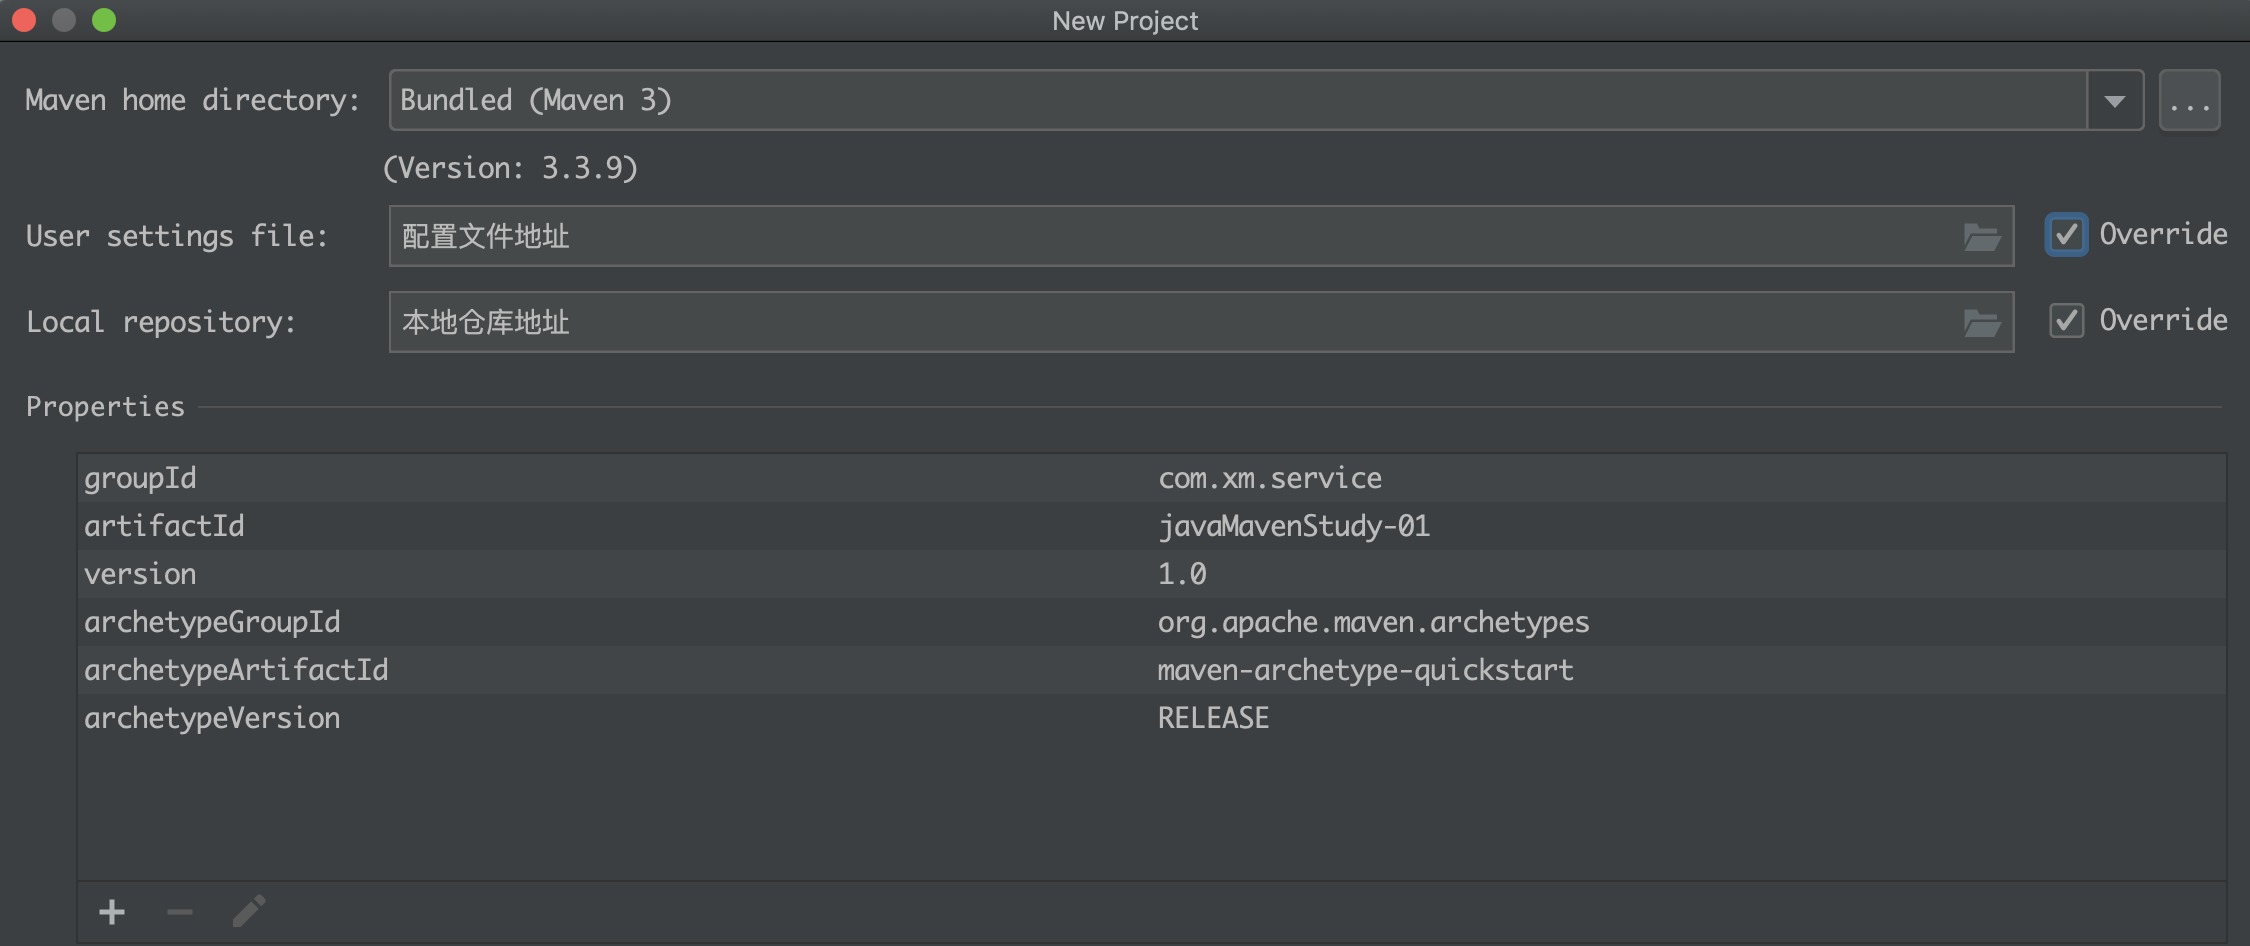 New Project
Maven home directory: Bundled (Maven 3) ...
(Version: 3.3.9)
User settings file: 配置文件地址 Override
Local repository: 本地仓库地址 Override
Properties
groupId com.xm.service
artifactId javaMavenStudy-01
version 1.0
archetypeGroupId org.apache.maven.archetypes
archetypeArtifactId maven-archetype-quickstart
archetypeVersion RELEASE